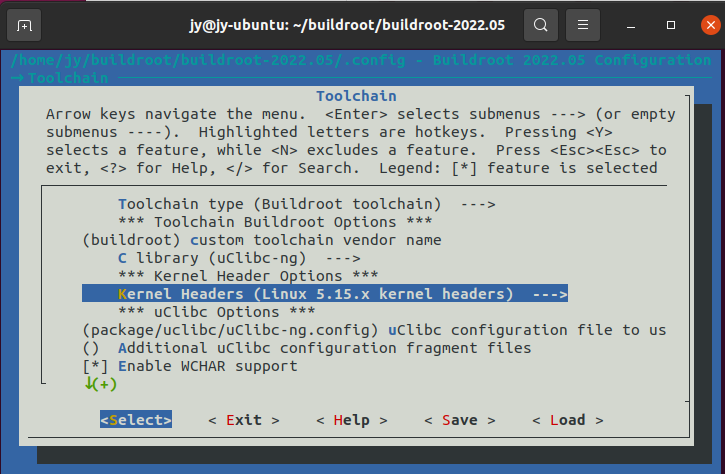 jy@jy-ubuntu: ~/buildroot/buildroot-2022.05
/home/jy/buildroot/buildroot-2022.05/.config - Buildroot 2022.05 Configuration
→ Toolchain
Toolchain
Arrow keys navigate the menu.  <Enter> selects submenus ---> (or empty
submenus ----).  Highlighted letters are hotkeys.  Pressing <Y>
selects a feature, while <N> excludes a feature.  Press <Esc><Esc> to
exit, <?> for Help, </> for Search.  Legend: [*] feature is selected
Toolchain type (Buildroot toolchain)  --->
*** Toolchain Buildroot Options ***
(buildroot) custom toolchain vendor name
C library (uClibc-ng)  --->
*** Kernel Header Options ***
Kernel Headers (Linux 5.15.x kernel headers)  --->
*** uClibc Options ***
(package/uclibc/uClibc-ng.config) uClibc configuration file to us
()  Additional uClibc configuration fragment files
[*] Enable WCHAR support
↓(+)
<Select>    < Exit >    < Help >    < Save >    < Load >